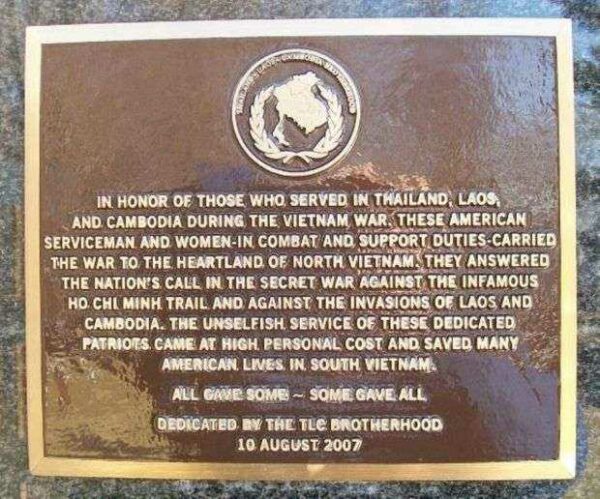 THAILAND LAOS CAMBODIA BROTHERHOOD
IN HONOR OF THOSE WHO SERVED IN THAILAND, LAOS,
AND CAMBODIA DURING THE VIETNAM WAR. THESE AMERICAN
SERVICEMAN AND WOMEN-IN COMBAT AND SUPPORT DUTIES-CARRIED
THE WAR TO THE HEARTLAND OF NORTH VIETNAM. THEY ANSWERED
THE NATION'S CALL IN THE SECRET WAR AGAINST THE INFAMOUS
HO CHI MINH TRAIL AND AGAINST THE INVASIONS OF LAOS AND
CAMBODIA. THE UNSELFISH SERVICE OF THESE DEDICATED
PATRIOTS CAME AT HIGH PERSONAL COST AND SAVED MANY
AMERICAN LIVES IN SOUTH VIETNAM.
ALL GAVE SOME ~ SOME GAVE ALL
DEDICATED BY THE TLC BROTHERHOOD
10 AUGUST 2007